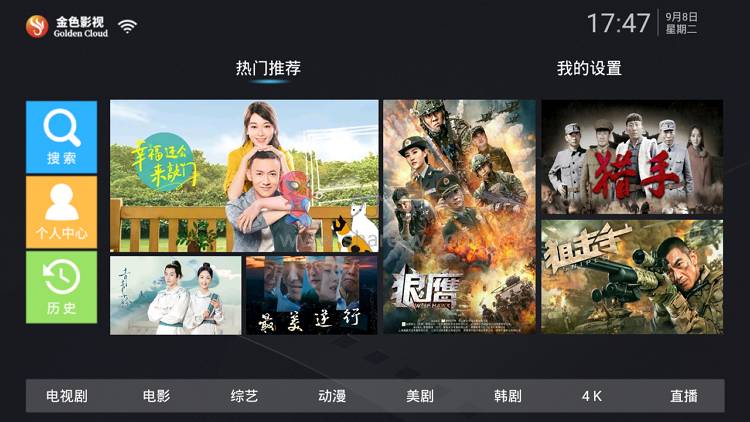 金色影视
Golden Cloud
17:47
9月8日
星期二
热门推荐
我的设置
搜索
个人中心
历史
幸福还会
来敲门
最美逆行
狼鹰
猎手
狙击手
电视剧
电影
综艺
动漫
美剧
韩剧
4K
直播